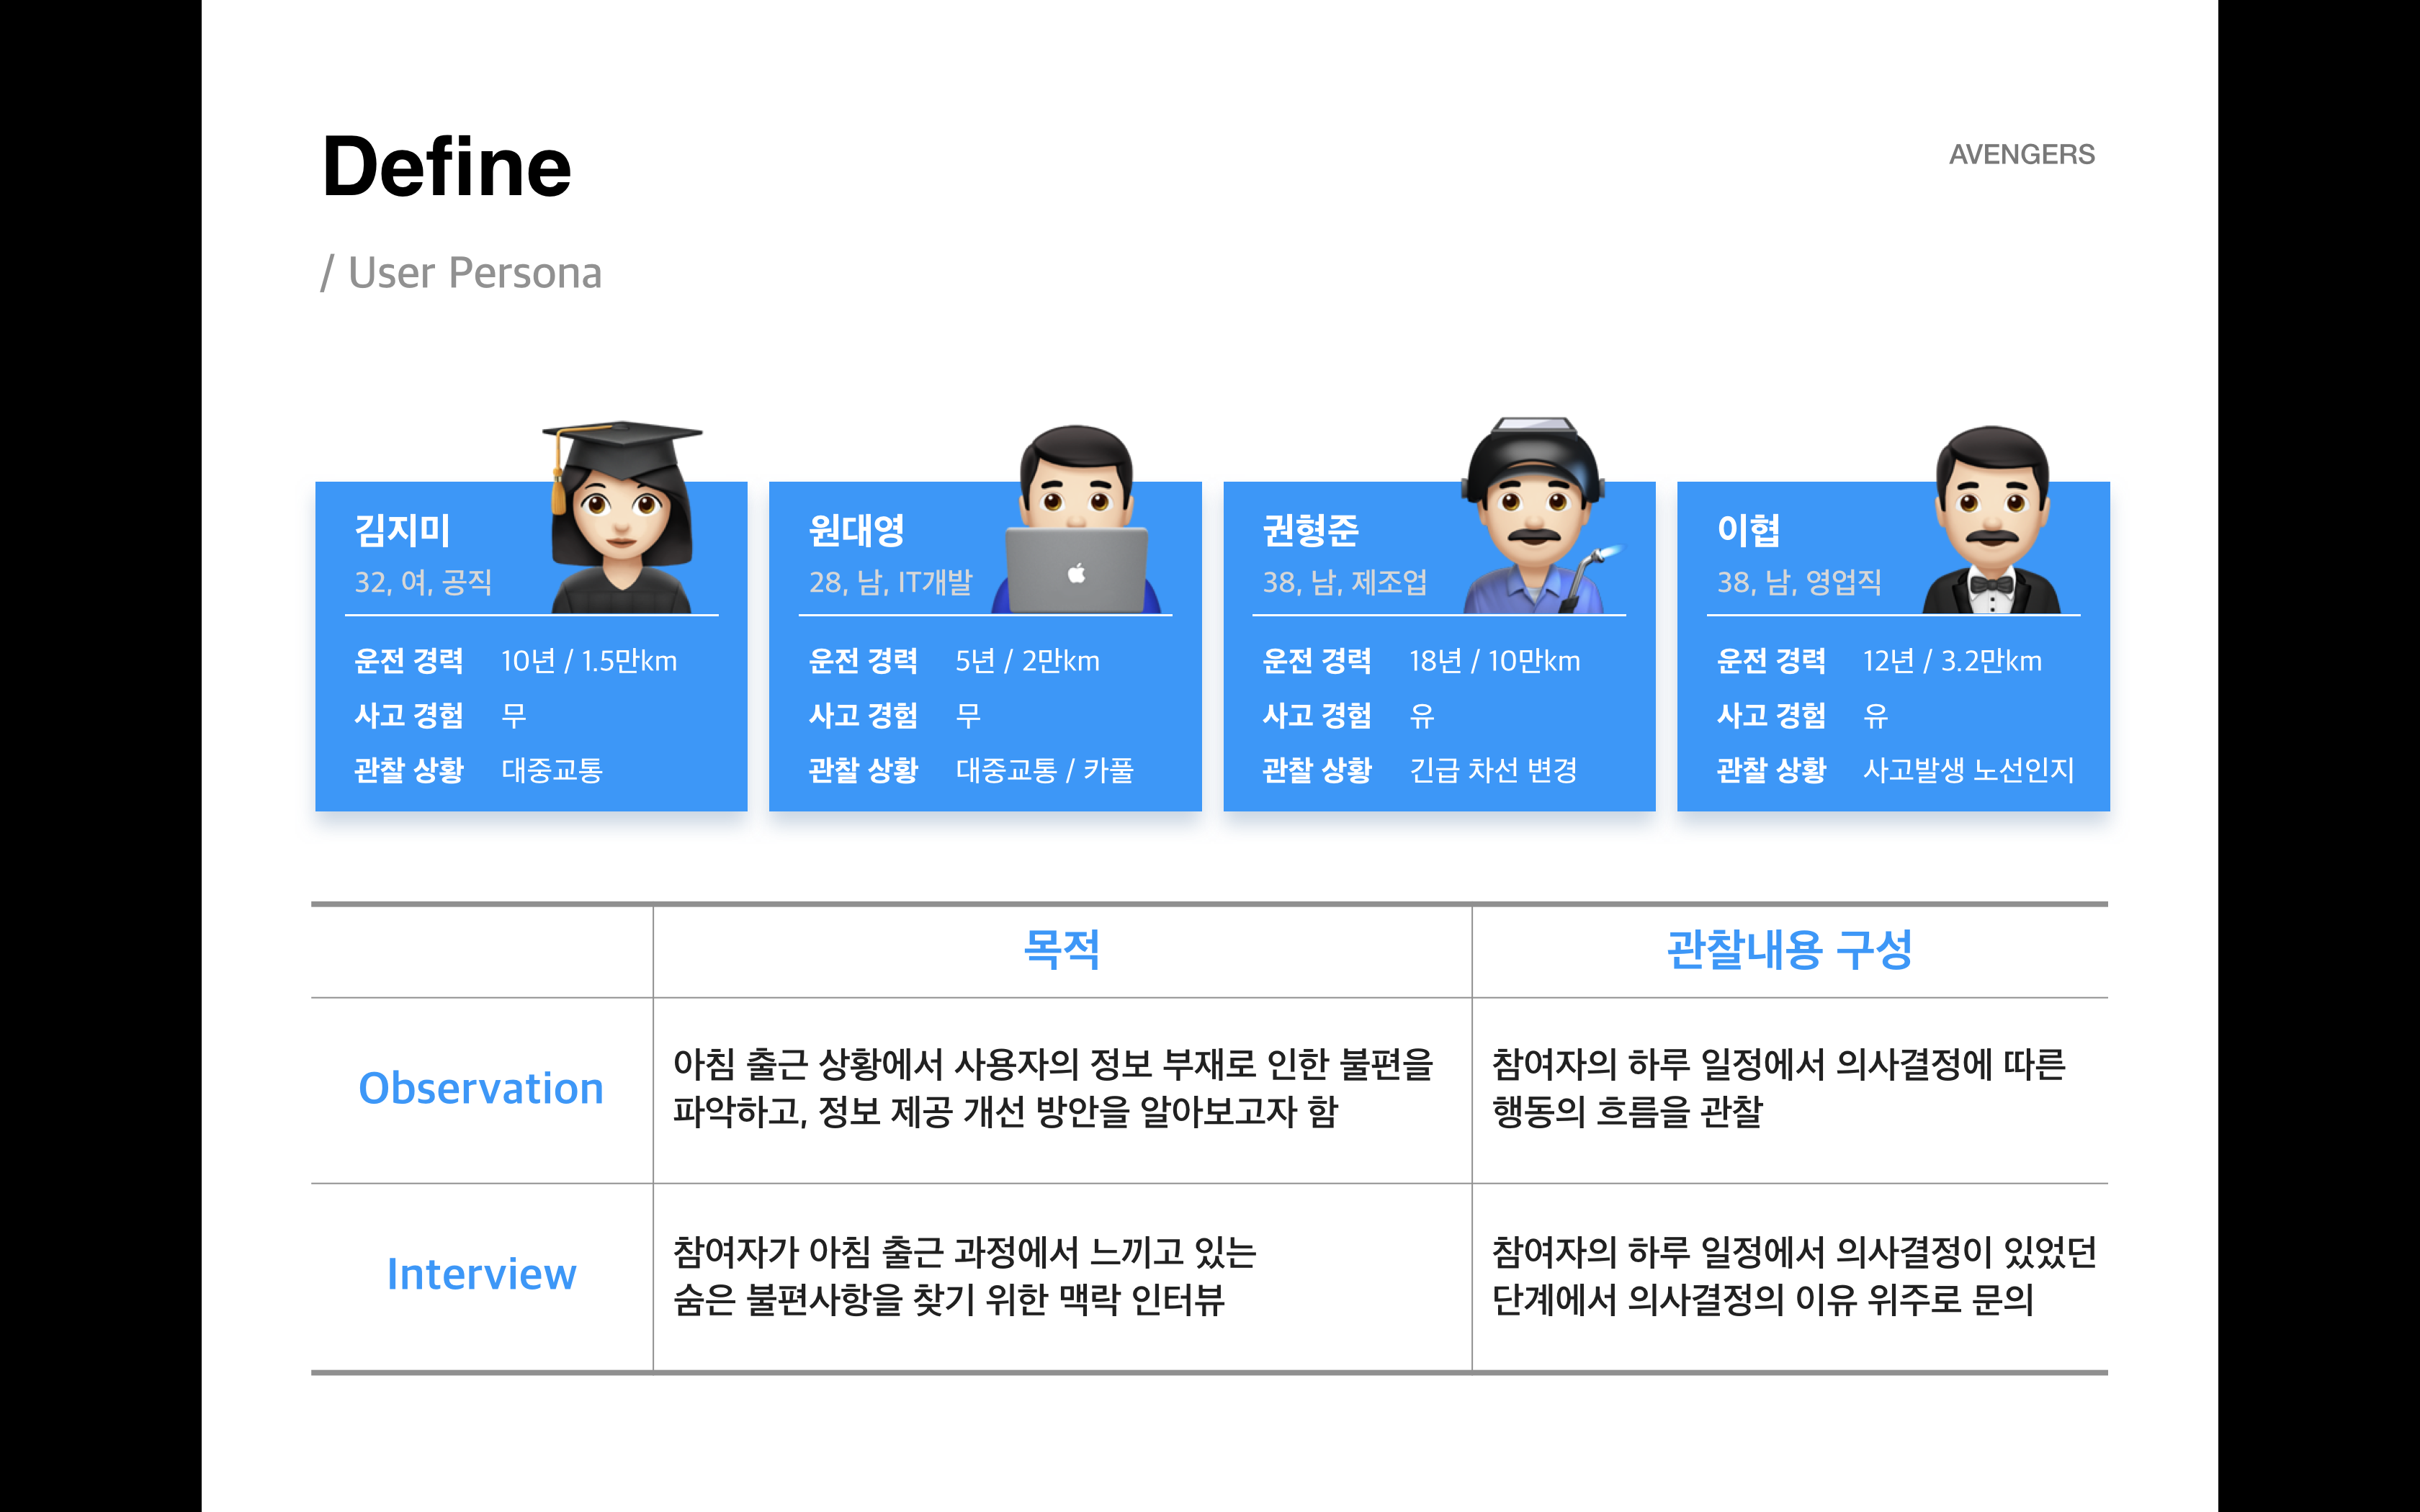 Define
AVENGERS
/ User Persona
김지미
32, 여, 공직
운전 경력 10년 / 1.5만km
사고 경험 무
관찰 상황 대중교통
원대영
28, 남, IT개발
운전 경력 5년 / 2만km
사고 경험 무
관찰 상황 대중교통 / 카풀
권형준
38, 남, 제조업
운전 경력 18년 / 10만km
사고 경험 유
관찰 상황 긴급 차선 변경
이협
38, 남, 영업직
운전 경력 12년 / 3.2만km
사고 경험 유
관찰 상황 사고발생 노선인지
목적 관찰내용 구성
Observation
아침 출근 상황에서 사용자의 정보 부재로 인한 불편을
파악하고, 정보 제공 개선 방안을 알아보고자 함
참여자의 하루 일정에서 의사결정에 따른
행동의 흐름을 관찰
Interview
참여자가 아침 출근 과정에서 느끼고 있는
숨은 불편사항을 찾기 위한 맥락 인터뷰
참여자의 하루 일정에서 의사결정이 있었던
단계에서 의사결정의 이유 위주로 문의